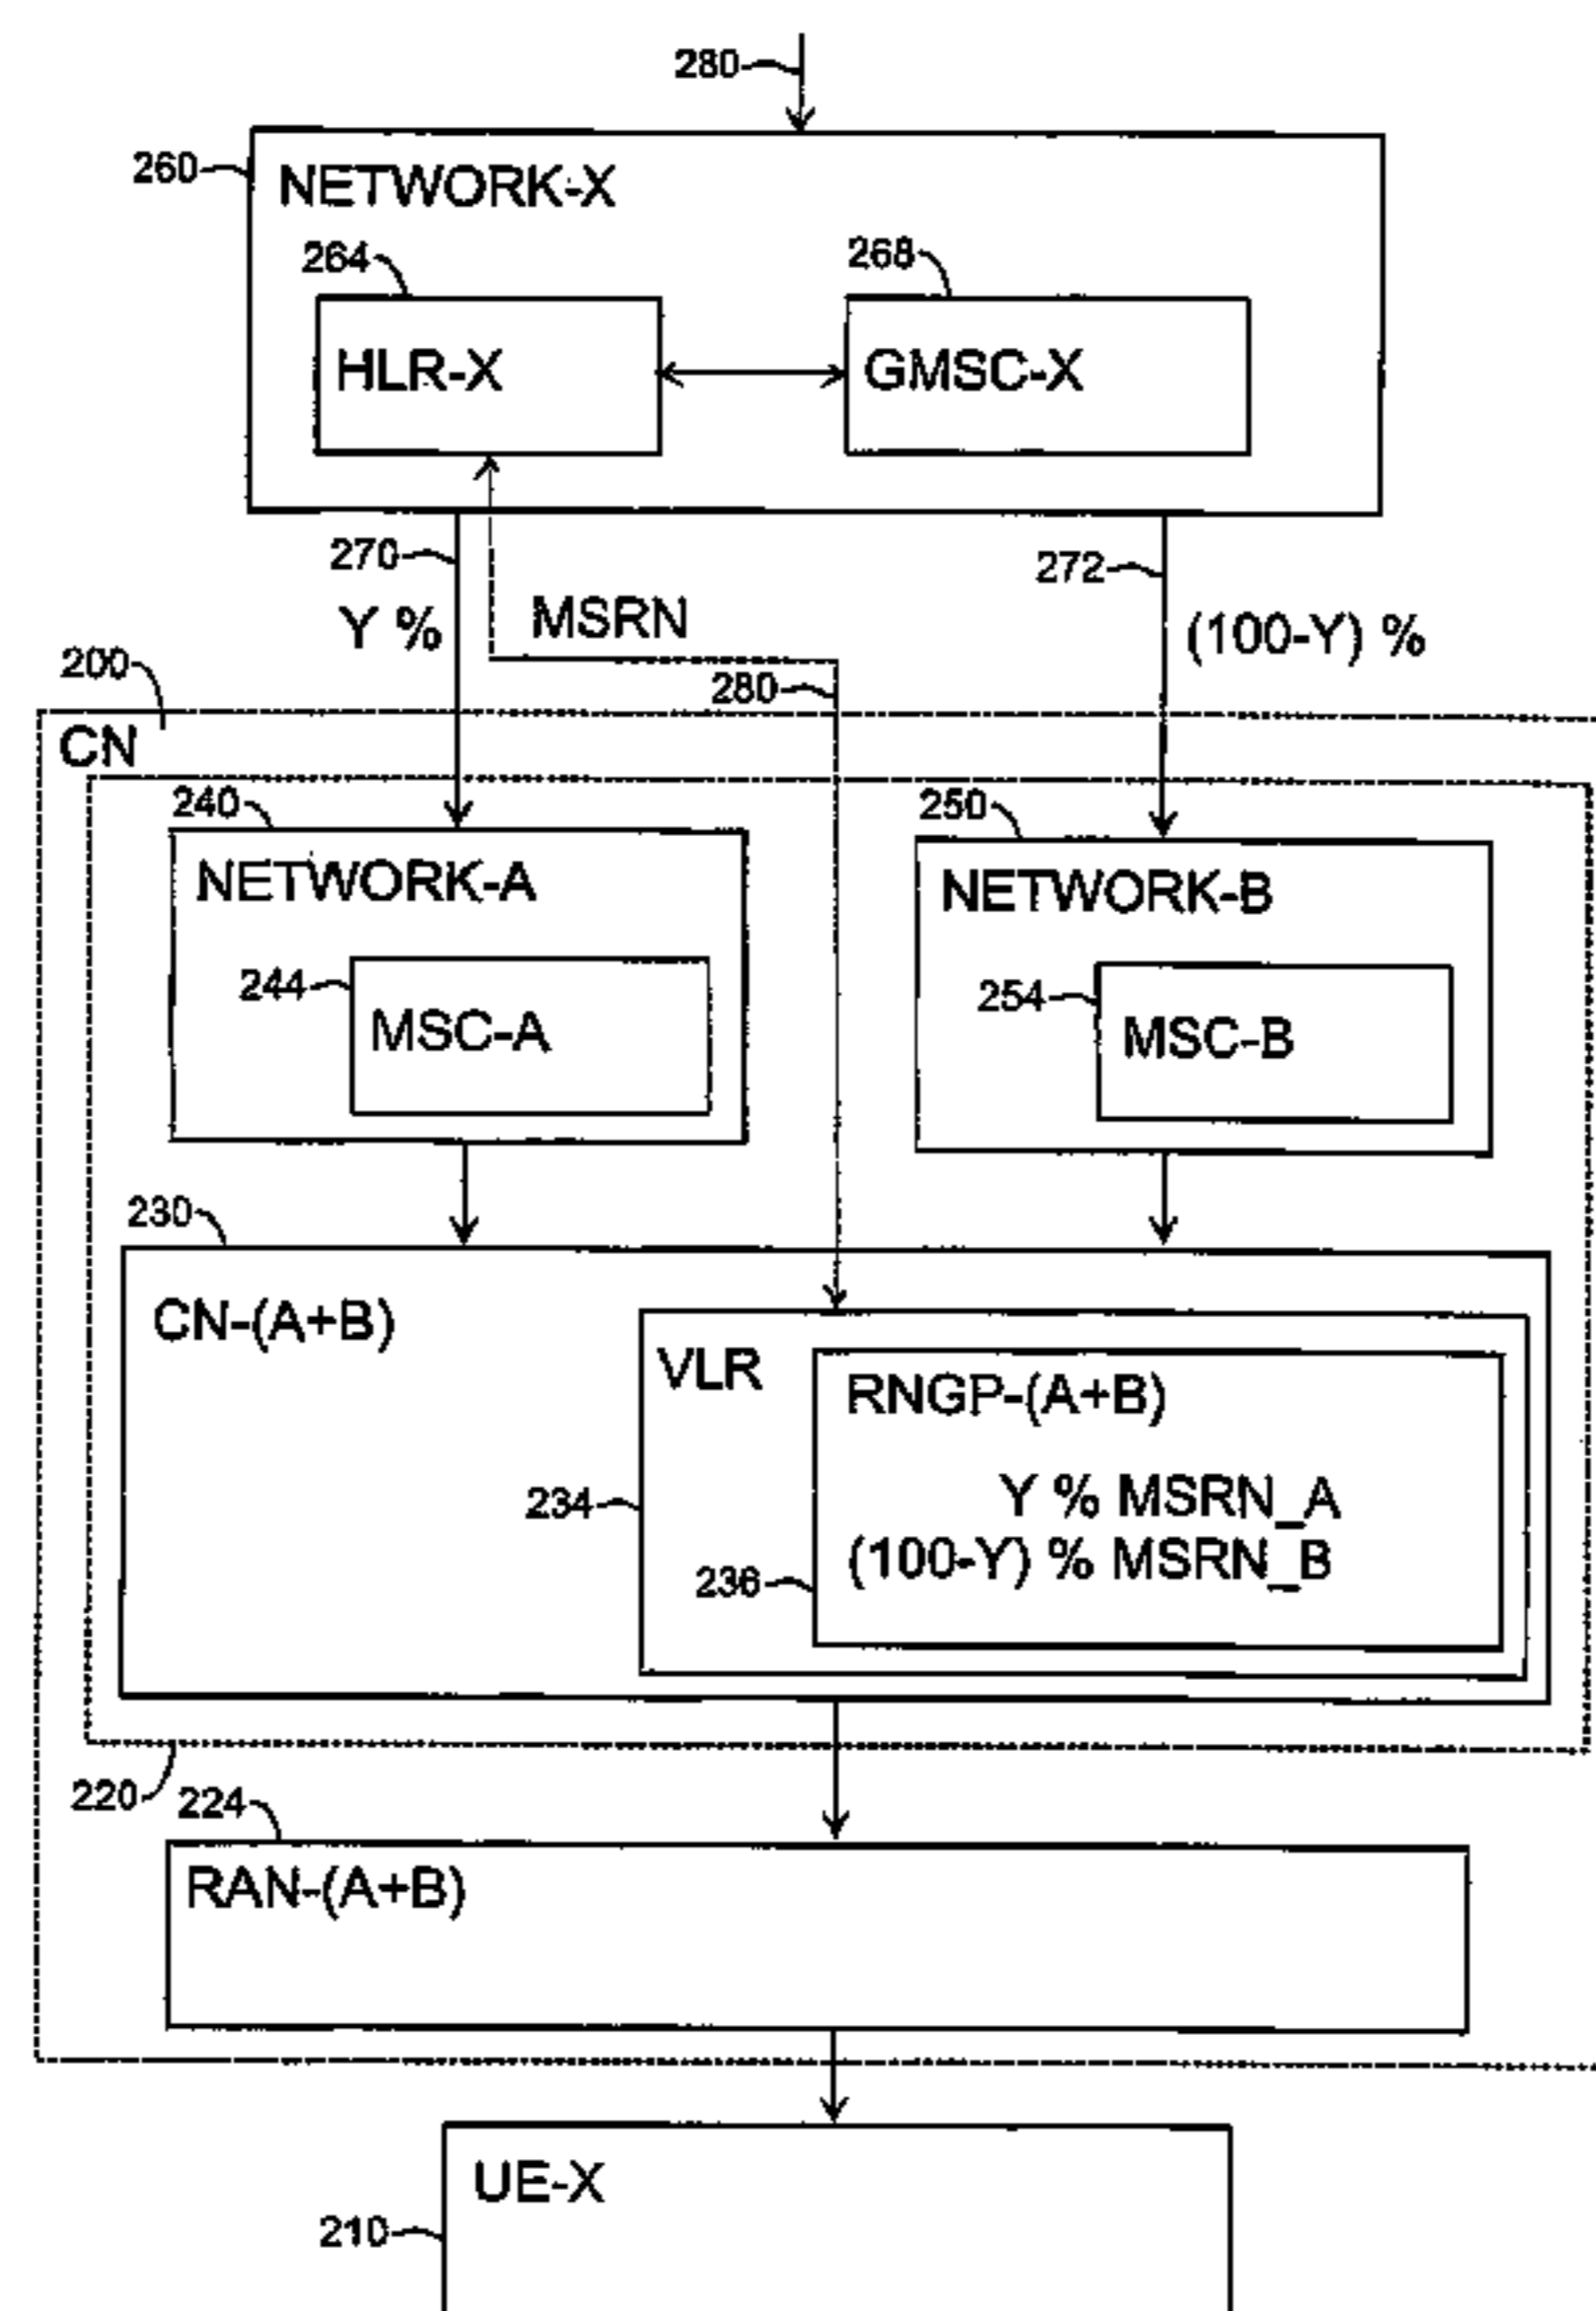 280
260
NETWORK-X
264
268
HLR-X
GMSC-X
270
272
Y %
MSRN
(100-Y) %
200
280
CN
240
250
NETWORK-A
NETWORK-B
244
254
MSC-A
MSC-B
230
CN-(A+B)
VLR
RNGP-(A+B)
234
Y % MSRN_A
(100-Y) % MSRN_B
236
220
224
RAN-(A+B)
UE-X
210